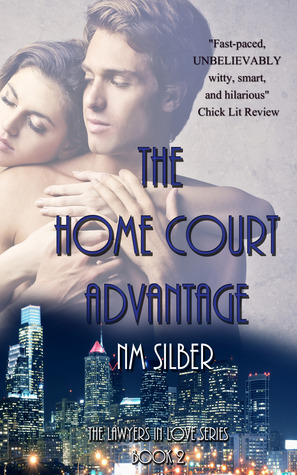 "Fast-paced,
UNBELIEVABLY
witty, smart,
and hilarious"
Chick Lit Review
THE
HOME COURT
ADVANTAGE
NM SILBER
THE LAWYERS IN LOVE SERIES
BOOK 2